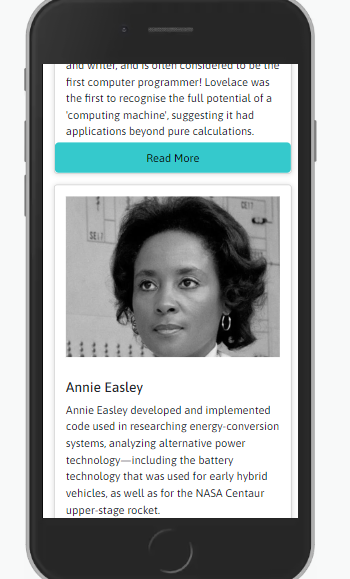 and writer, and is often considered to be the
first computer programmer! Lovelace was
the first to recognise the full potential of a
'computing machine', suggesting it had
applications beyond pure calculations.
Read More
SELT
Annie Easley
Annie Easley developed and implemented
code used in researching energy-conversion
systems, analyzing alternative power
technology—including the battery
technology that was used for early hybrid
vehicles, as well as for the NASA Centaur
upper-stage rocket.